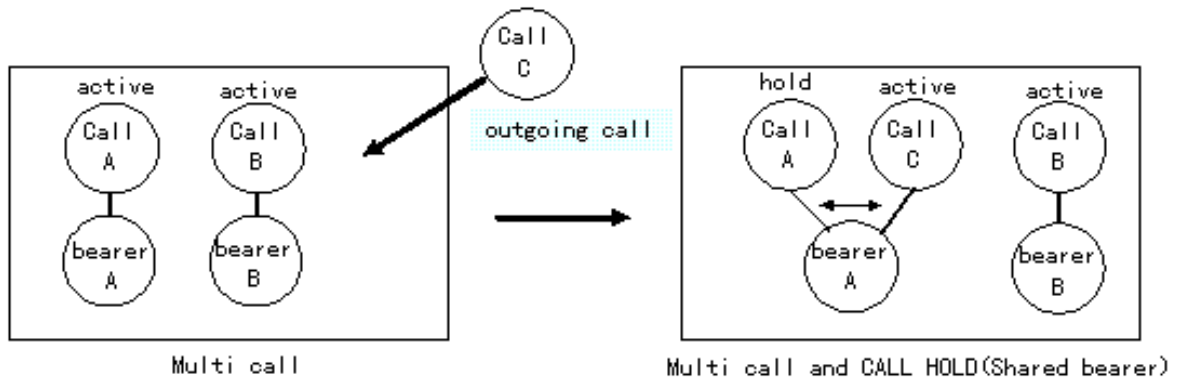 Call
C
outgoing call
active
active
Call
A
Call
B
bearer
A
bearer
B
Multi call
hold
active
active
Call
A
Call
C
Call
B
bearer
A
bearer
B
Multi call and CALL HOLD(Shared bearer)